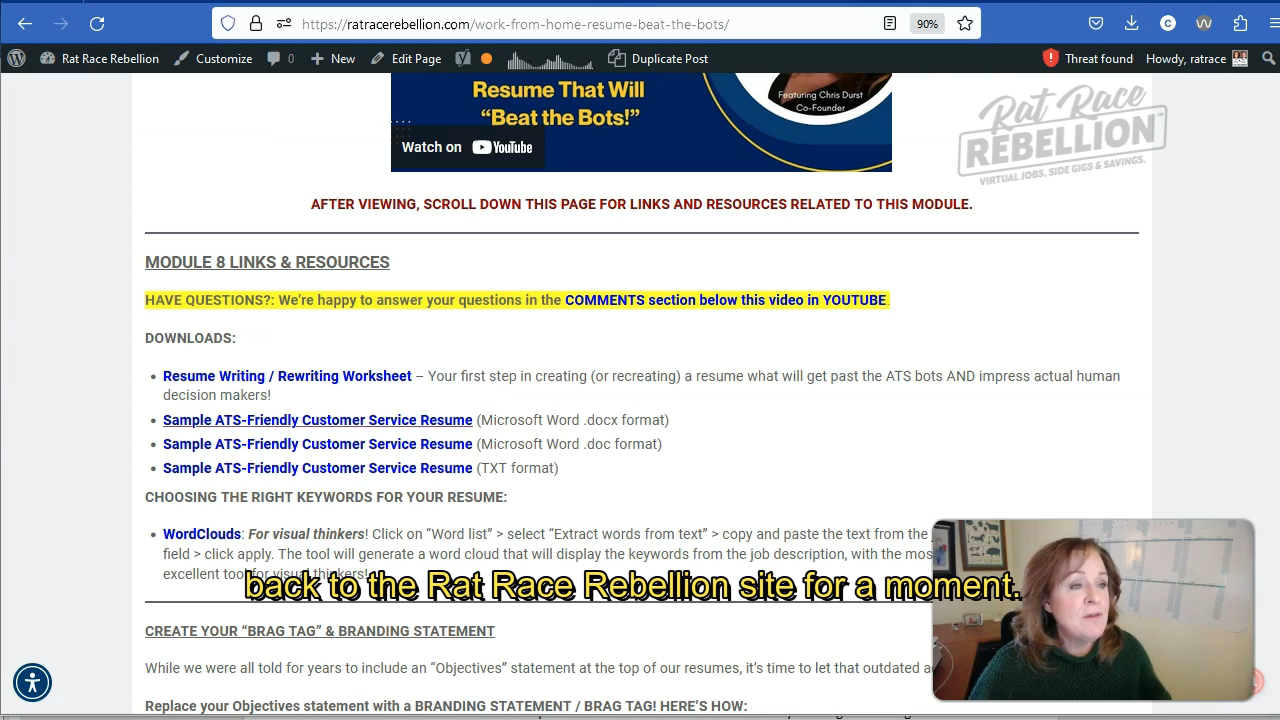 https://ratracerebellion.com/work-from-home-resume-beat-the-bots/
90%
Rat Race Rebellion
Customize
0
New
Edit Page
Duplicate Post
Threat found
Howdy, ratrace
Resume That Will
“Beat the Bots!”
Featuring Chris Durst
Co-Founder
Watch on YouTube
Rat Race
REBELLION™
VIRTUAL JOBS, SIDE GIGS & SAVINGS.
AFTER VIEWING, SCROLL DOWN THIS PAGE FOR LINKS AND RESOURCES RELATED TO THIS MODULE.
MODULE 8 LINKS & RESOURCES
HAVE QUESTIONS?: We’re happy to answer your questions in the COMMENTS section below this video in YOUTUBE.
DOWNLOADS:
• Resume Writing / Rewriting Worksheet – Your first step in creating (or recreating) a resume what will get past the ATS bots AND impress actual human
decision makers!
• Sample ATS-Friendly Customer Service Resume (Microsoft Word .docx format)
• Sample ATS-Friendly Customer Service Resume (Microsoft Word .doc format)
• Sample ATS-Friendly Customer Service Resume (TXT format)
CHOOSING THE RIGHT KEYWORDS FOR YOUR RESUME:
• WordClouds: For visual thinkers! Click on “Word list” > select “Extract words from text” > copy and paste the text from the
field > click apply. The tool will generate a word cloud that will display the keywords from the job description, with the mos
excellent tool for visual thinkers!
back to the Rat Race Rebellion site for a moment.
CREATE YOUR “BRAG TAG” & BRANDING STATEMENT
While we were all told for years to include an “Objectives” statement at the top of our resumes, it’s time to let that outdated
Replace your Objectives statement with a BRANDING STATEMENT / BRAG TAG! HERE’S HOW: